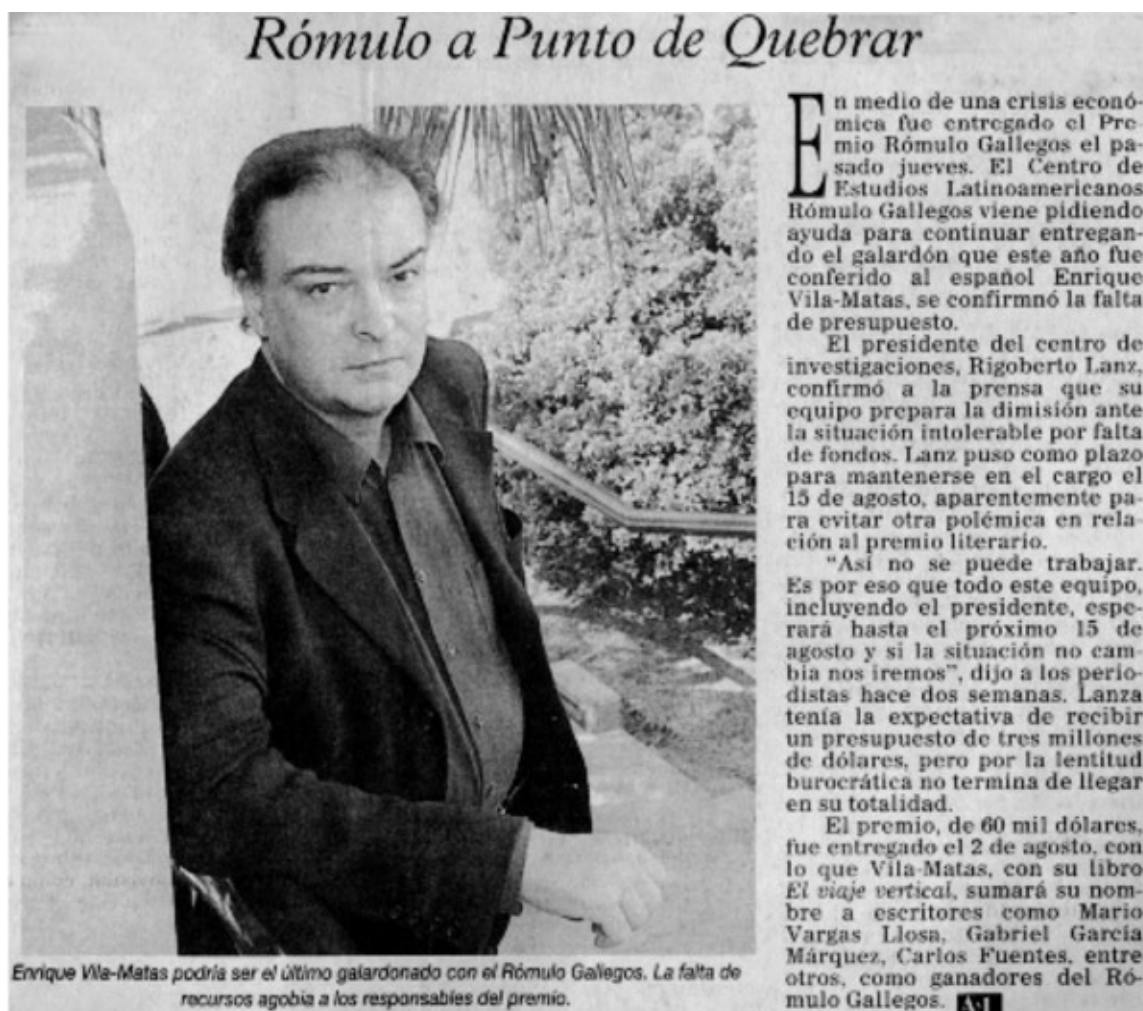 Rómulo a Punto de Quebrar
En medio de una crisis econó-
mica fue entregado el Pre-
mio Rómulo Gallegos el pa-
sado jueves. El Centro de
Estudios Latinoamericanos
Rómulo Gallegos viene pidiendo
ayuda para continuar entregan-
do el galardón que este año fue
conferido al español Enrique
Vila-Matas, se confirmnó la falta
de presupuesto.
El presidente del centro de
investigaciones, Rigoberto Lanz,
confirmó a la prensa que su
equipo prepara la dimisión ante
la situación intolerable por falta
de fondos. Lanz puso como plazo
para mantenerse en el cargo el
15 de agosto, aparentemente pa-
ra evitar otra polémica en rela-
ción al premio literario.
"Así no se puede trabajar.
Es por eso que todo este equipo,
incluyendo el presidente, espe-
rará hasta el próximo 15 de
agosto y si la situación no cam-
bia nos iremos", dijo a los perio-
distas hace dos semanas. Lanza
tenía la expectativa de recibir
un presupuesto de tres millones
de dólares, pero por la lentitud
burocrática no termina de llegar
en su totalidad.
El premio, de 60 mil dólares,
fue entregado el 2 de agosto, con
lo que Vila-Matas, con su libro
El viaje vertical, sumará su nom-
bre a escritores como Mario
Vargas Llosa, Gabriel García
Márquez, Carlos Fuentes, entre
otros, como ganadores del Ró-
mulo Gallegos.
Enrique Vila-Matas podría ser el último galardonado con el Rómulo Gallegos. La falta de
recursos agobia a los responsables del premio.